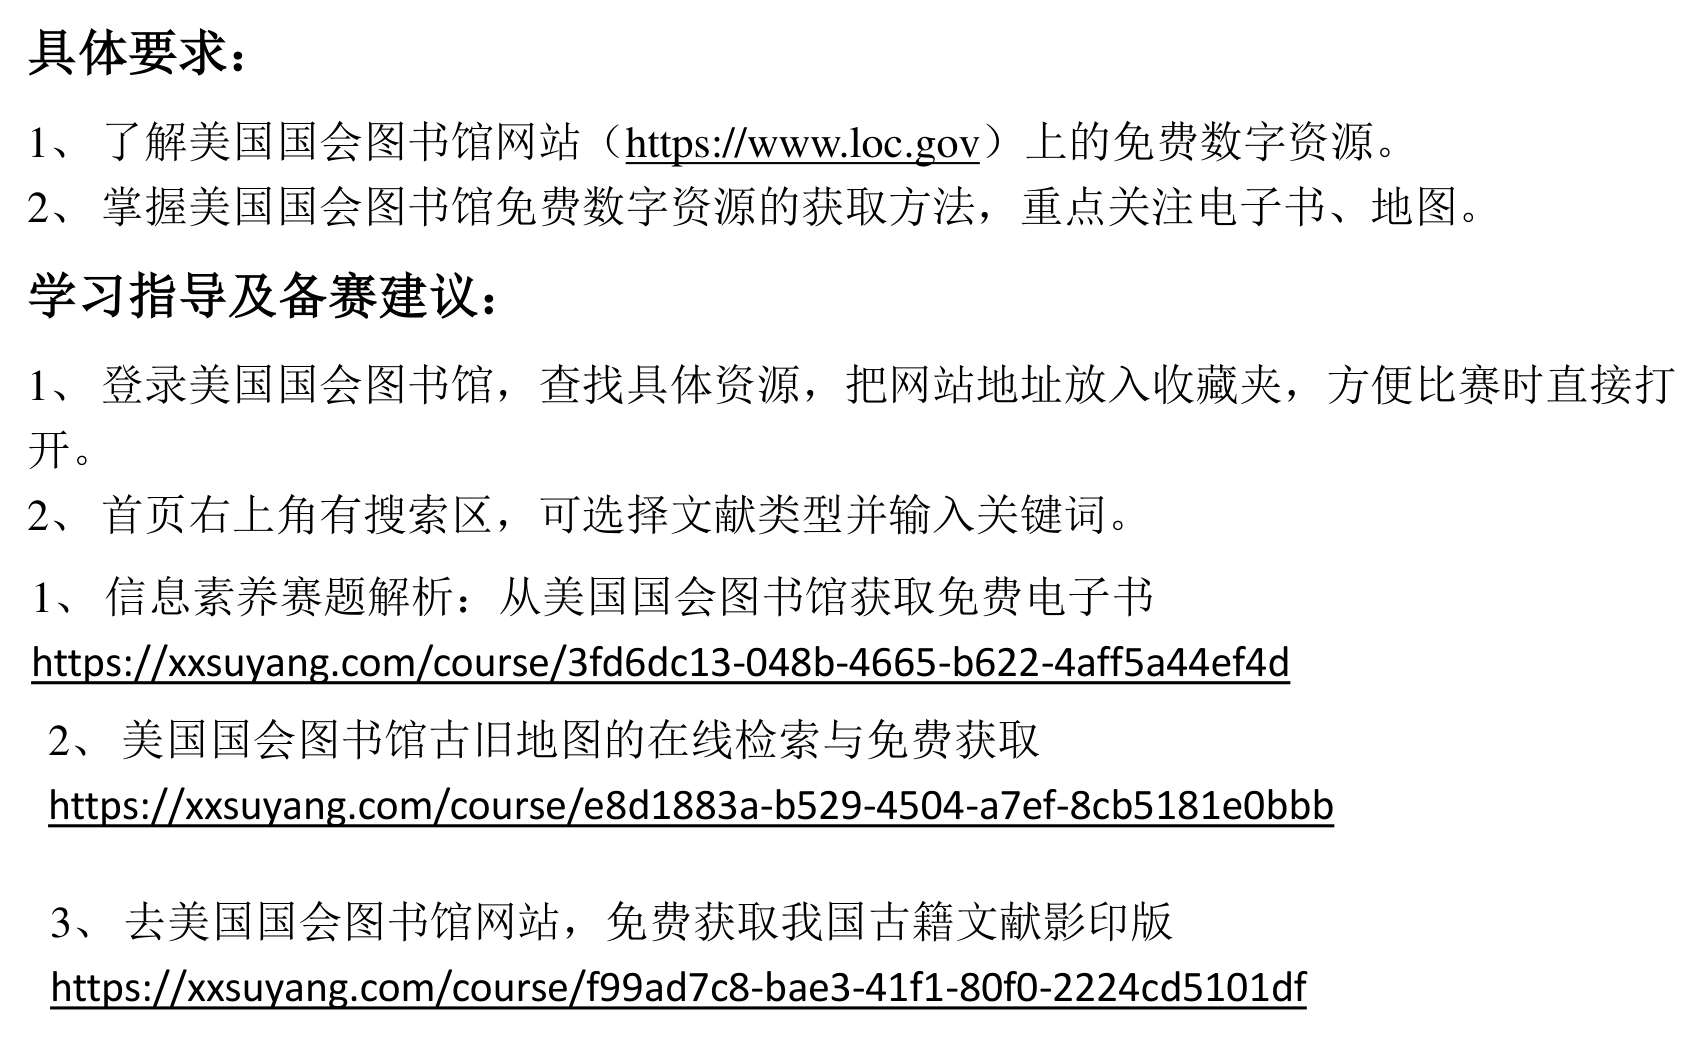 具体要求：
1、 了解美国国会图书馆网站（https://www.loc.gov）上的免费数字资源。
2、 掌握美国国会图书馆免费数字资源的获取方法，重点关注电子书、地图。
学习指导及备赛建议：
1、 登录美国国会图书馆，查找具体资源，把网站地址放入收藏夹，方便比赛时直接打
开。
2、 首页右上角有搜索区，可选择文献类型并输入关键词。
1、 信息素养赛题解析：从美国国会图书馆获取免费电子书
https://xxsuyang.com/course/3fd6dc13-048b-4665-b622-4aff5a44ef4d
2、 美国国会图书馆古旧地图的在线检索与免费获取
https://xxsuyang.com/course/e8d1883a-b529-4504-a7ef-8cb5181e0bbb
3、 去美国国会图书馆网站，免费获取我国古籍文献影印版
https://xxsuyang.com/course/f99ad7c8-bae3-41f1-80f0-2224cd5101df